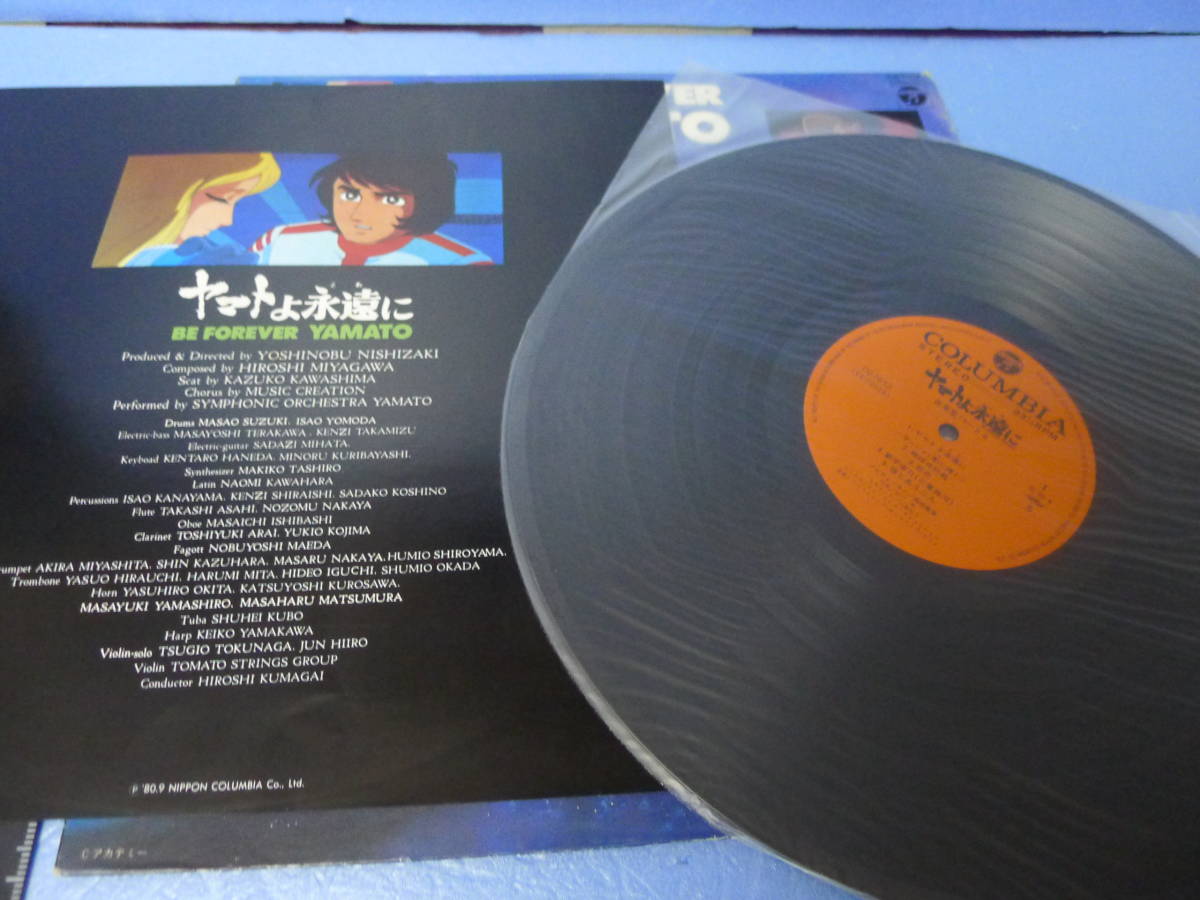 ヤマトよ永遠に
BE FOREVER YAMATO
Produced & Directed by YOSHINOBU NISHIZAKI
Composed by HIROSHI MIYAGAWA
Scat by KAZUKO KAWASHIMA
Chorus by MUSIC CREATION
Performed by SYMPHONIC ORCHESTRA YAMATO
Drums MASAO SUZUKI, ISAO YOMODA
Electric-bass MASAYOSHI TERAKAWA, KENZI TAKAMIZU
Electric-guitar SADAZI MIHATA,
Keyboad KENTARO HANEDA, MINORU KURIBAYASHI,
Synthesizer MAKIKO TASHIRO
Latin NAOMI KAWAHARA
Percussions ISAO KANAYAMA, KENZI SHIRAISHI, SADAKO KOSHINO
Flute TAKASHI ASAHI, NOZOMU NAKAYA
Oboe MASAICHI ISHIBASHI
Clarinet TOSHIYUKI ARAI, YUKIO KOJIMA
Fagott NOBUYOSHI MAEDA
rumpet AKIRA MIYASHITA, SHIN KAZUHARA, MASARU NAKAYA, HUMIO SHIROYAMA,
Trombone YASUO HIRAUCHI, HARUMI MITA, HIDEO IGUCHI, SHUMIO OKADA
Horn YASUHIRO OKITA, KATSUYOSHI KUROSAWA,
MASAYUKI YAMASHIRO, MASAHARU MATSUMURA
Tuba SHUHEI KUBO
Harp KEIKO YAMAKAWA
Violin-solo TSUGIO TOKUNAGA, JUN HIIRO
Violin TOMATO STRINGS GROUP
Conductor HIROSHI KUMAGAI
℗ '80.9 NIPPON COLUMBIA Co., Ltd.
© アカデミー
TER
TO
COLUMBIA
STEREO
ヤマトよ永遠に